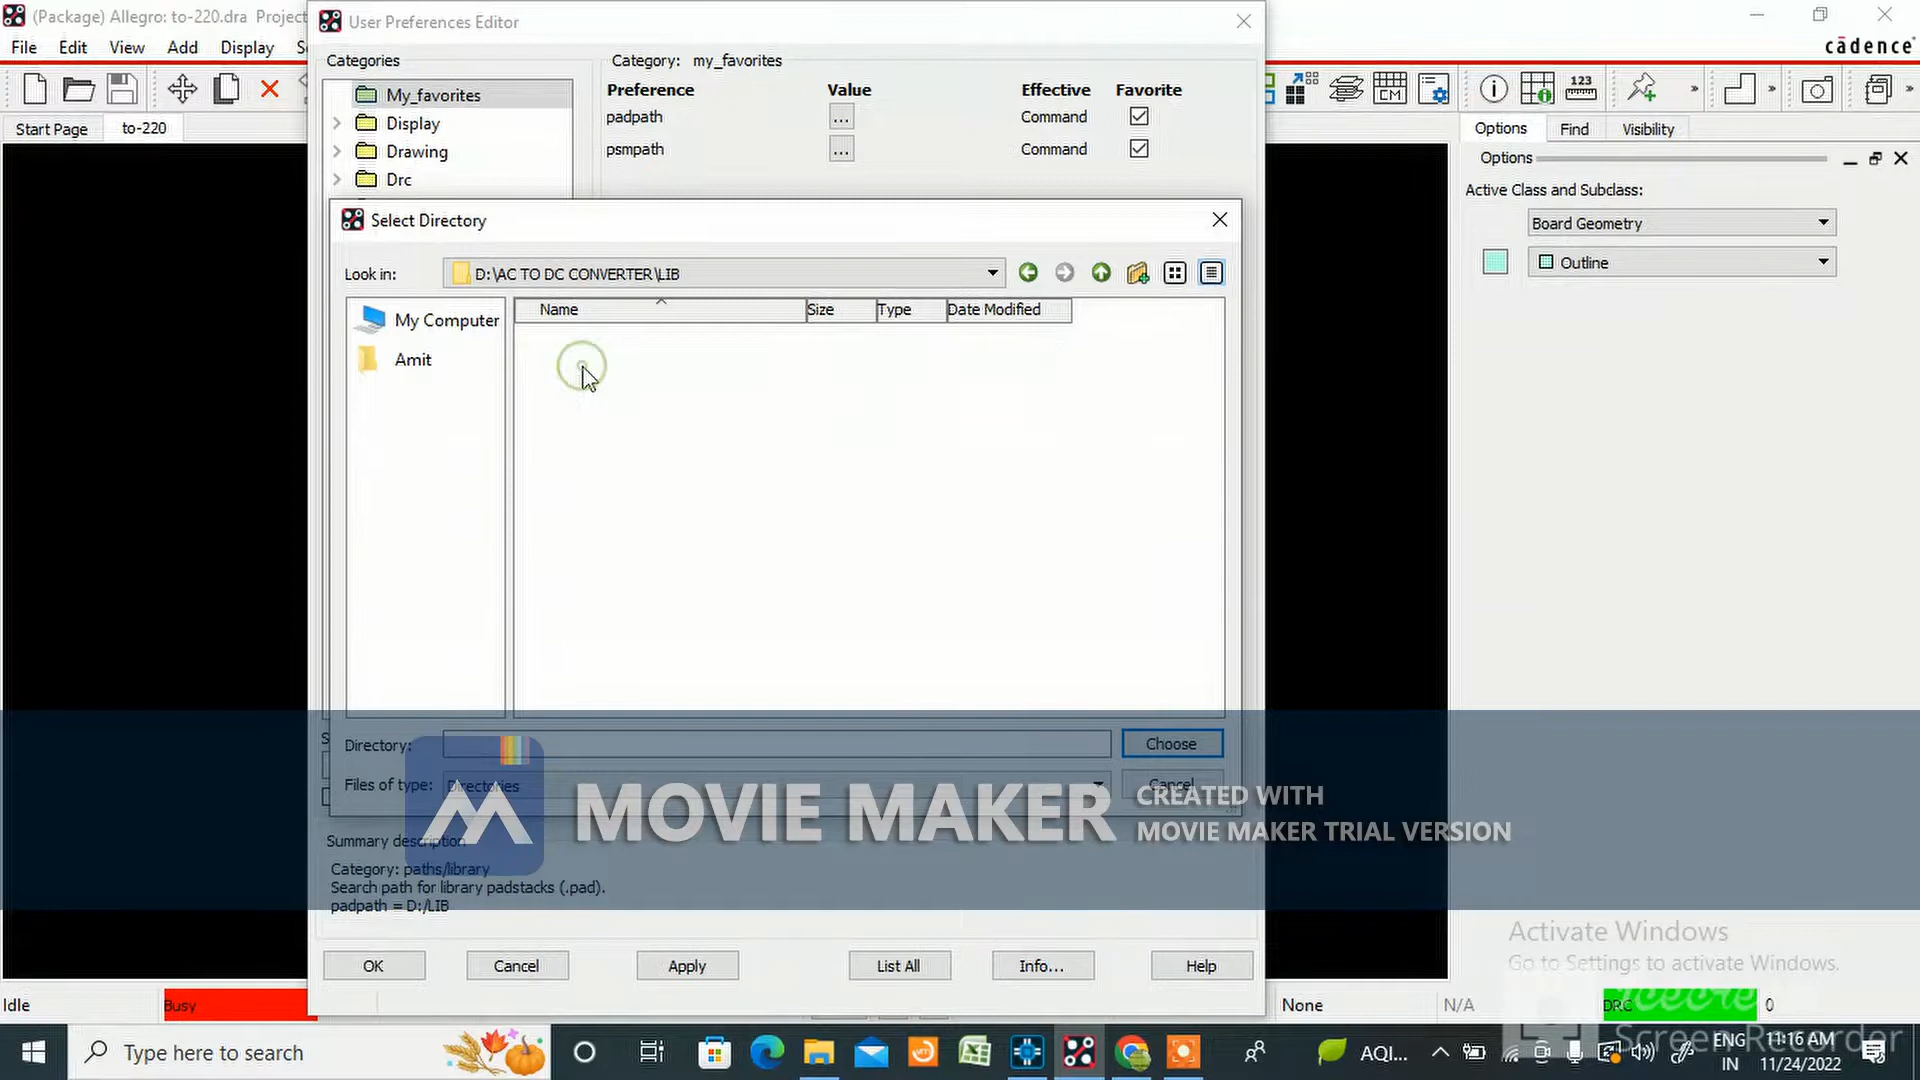 (Package) Allegro: to-220.dra Project
User Preferences Editor
File Edit View Add Display S
cādence
Categories
Category: my_favorites
My_favorites
Display
Drawing
Drc
Preference Value Effective Favorite
padpath ... Command
psmpath ... Command
Start Page to-220
123
CM
Options Find Visibility
Options
Active Class and Subclass:
Board Geometry
Outline
Select Directory
Look in: D:\AC TO DC CONVERTER\LIB
My Computer
Amit
Name Size Type Date Modified
Directory: Choose
Files of type: Directories Cancel
MOVIE MAKER
CREATED WITH
MOVIE MAKER TRIAL VERSION
Summary description
Category: paths/library
Search path for library padstacks (.pad).
padpath = D:/LIB
OK Cancel Apply List All Info... Help
Activate Windows
Go to Settings to activate Windows.
Idle Busy None N/A DRC 0
Screen Recorder
Type here to search
AQI...
ENG
IN
11:16 AM
11/24/2022